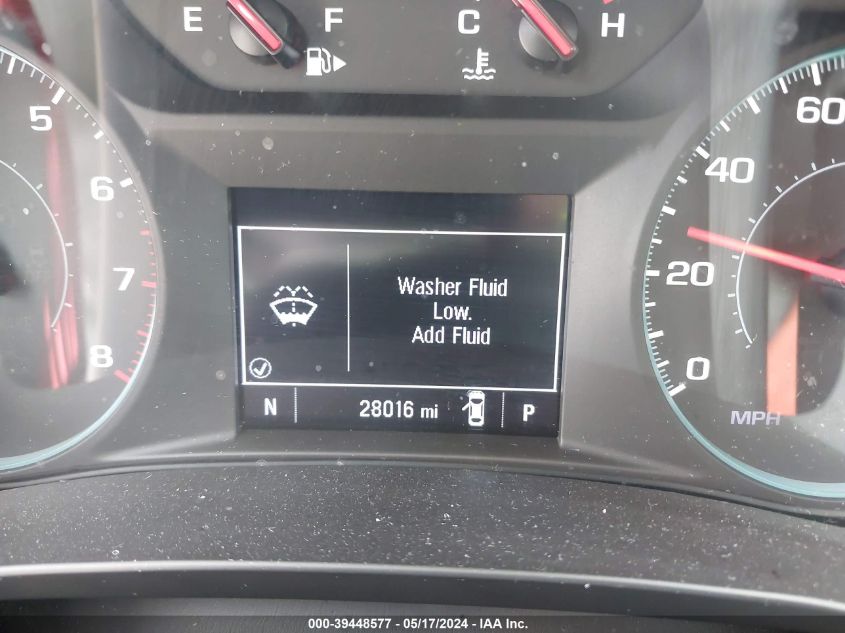 E F C H
5
6
7
8
60
40
20
0
MPH
Washer Fluid
Low.
Add Fluid
N 28016 mi P
000-39448577 - 05/17/2024 - IAA Inc.